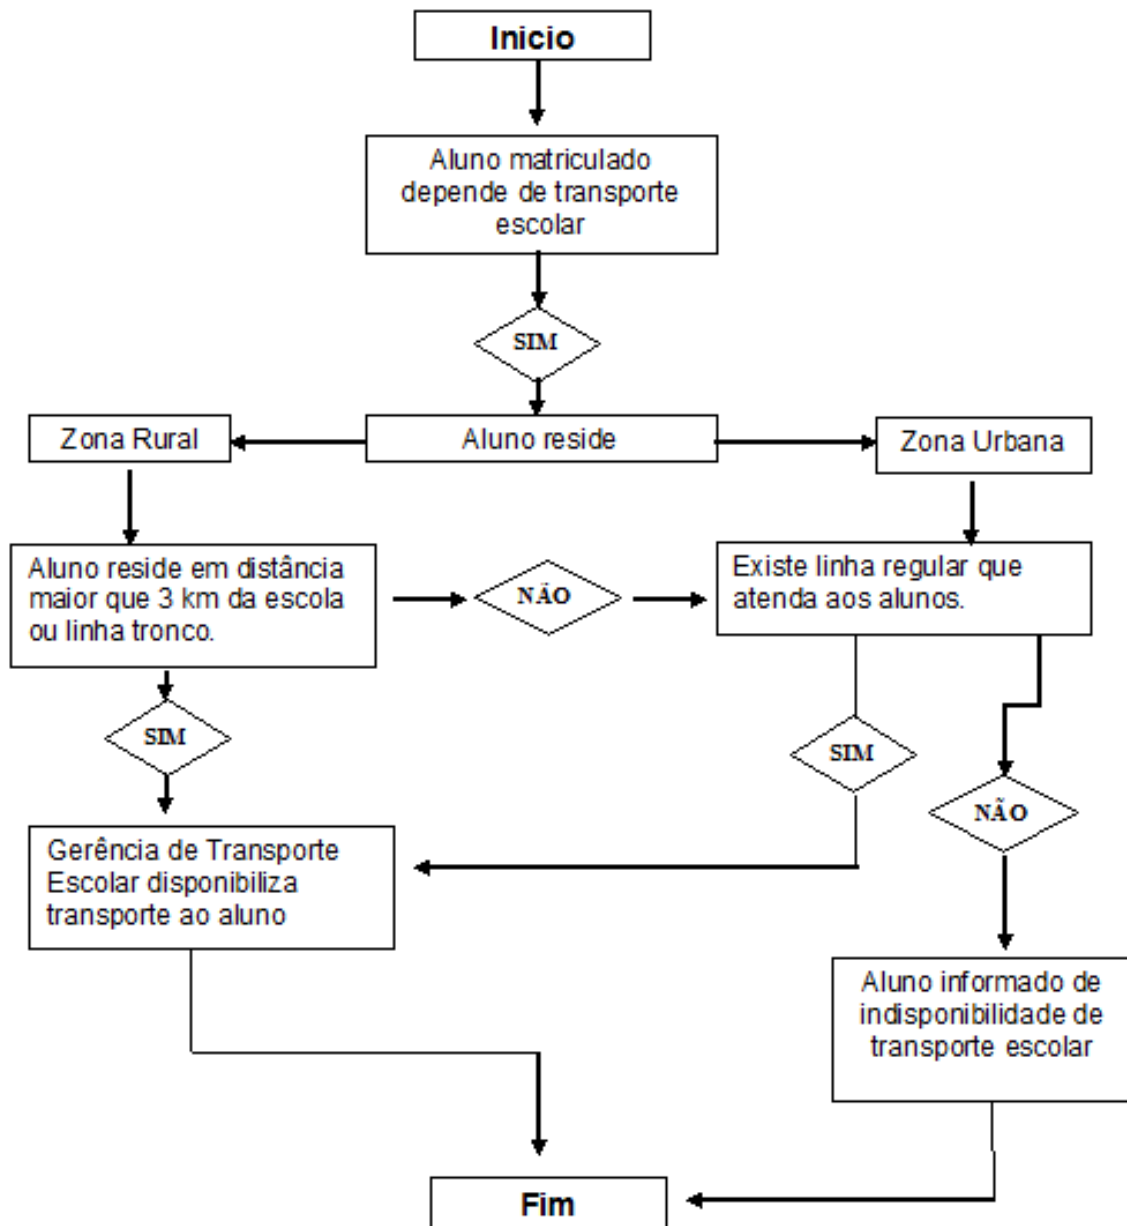 Inicio
Aluno matriculado
depende de transporte
escolar
SIM
Zona Rural
Aluno reside
Zona Urbana
Aluno reside em distância
maior que 3 km da escola
ou linha tronco.
NÃO
Existe linha regular que
atenda aos alunos.
SIM
SIM
NÃO
Gerência de Transporte
Escolar disponibiliza
transporte ao aluno
Aluno informado de
indisponibilidade de
transporte escolar
Fim